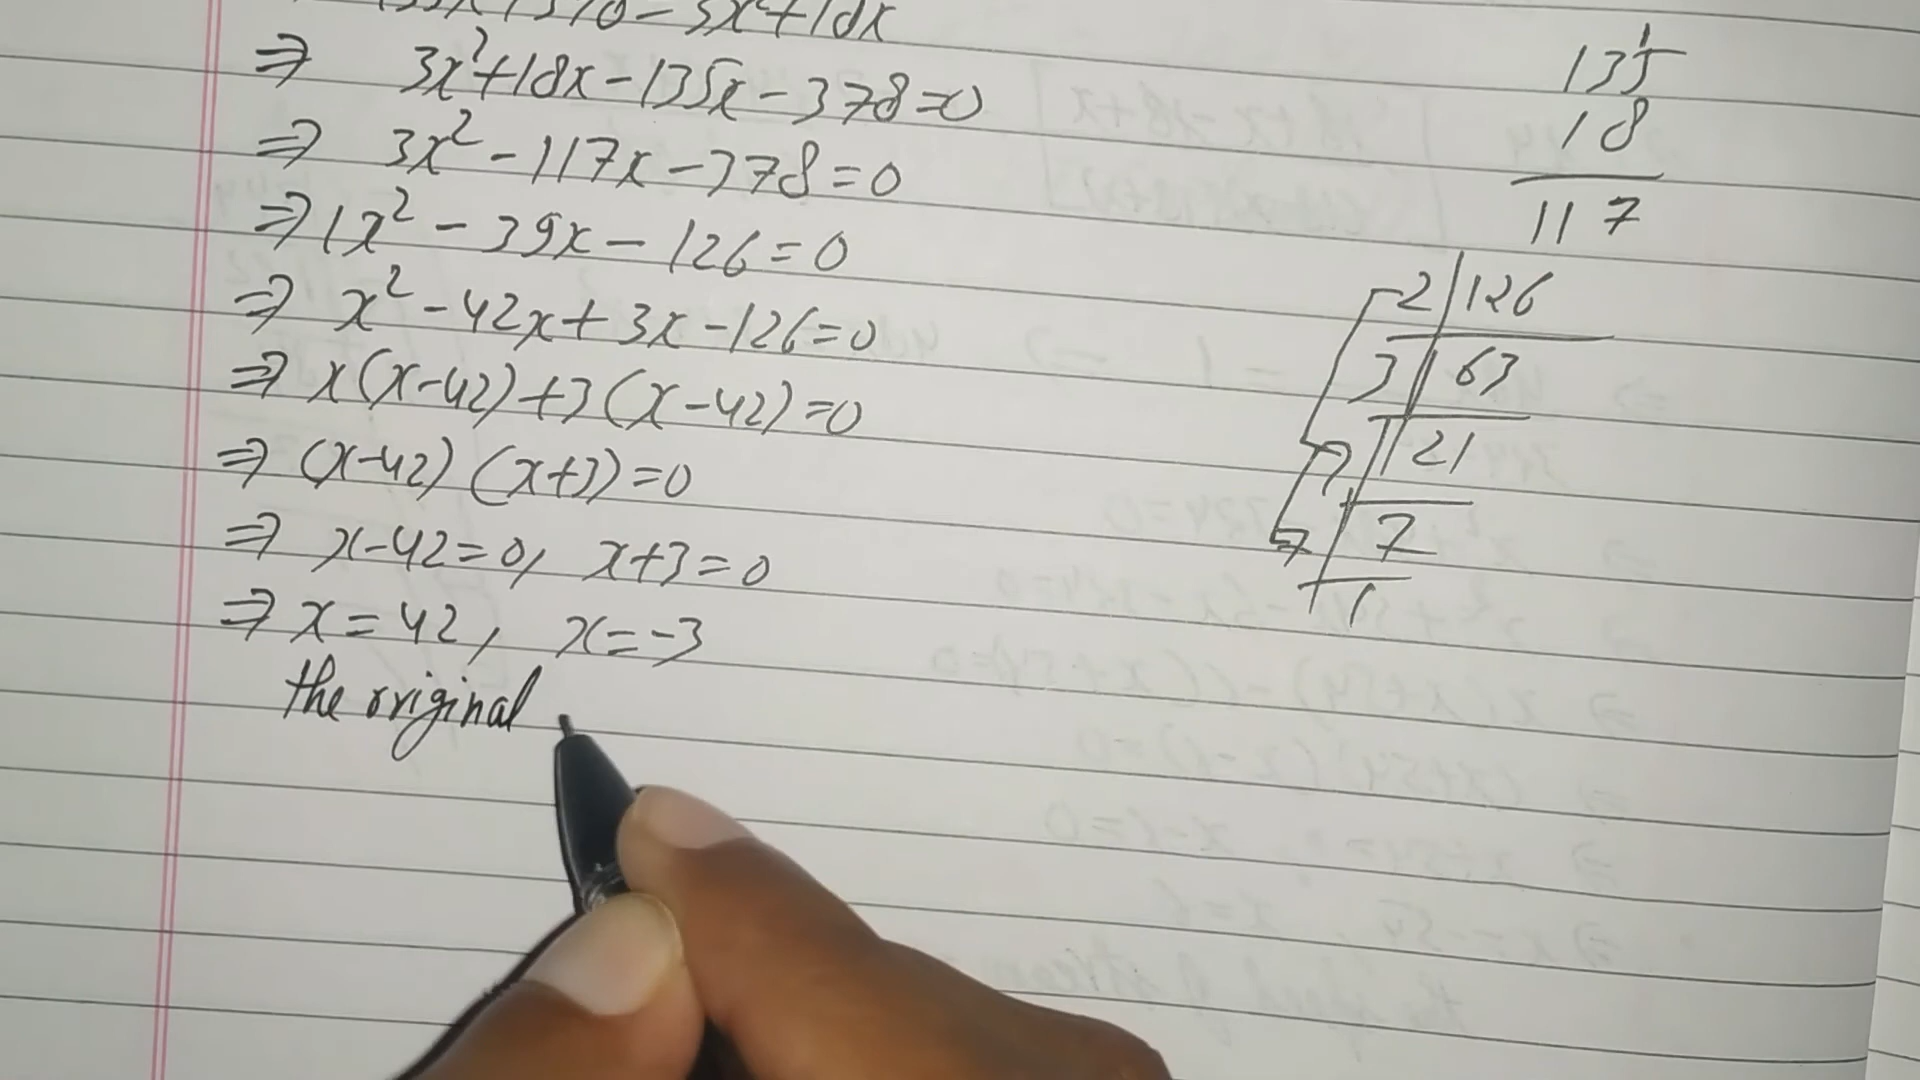 ⇒ 3x²+18x-135x-378=0
⇒ 3x²-117x-378=0
⇒ 1x²-39x-126=0
⇒ x²-42x+3x-126=0
⇒ x(x-42)+3(x-42)=0
⇒ (x-42)(x+3)=0
⇒ x-42=0, x+3=0
⇒ x=42, x=-3
the original
135
18
117
2 | 126
3 | 63
21
7 | 7
1